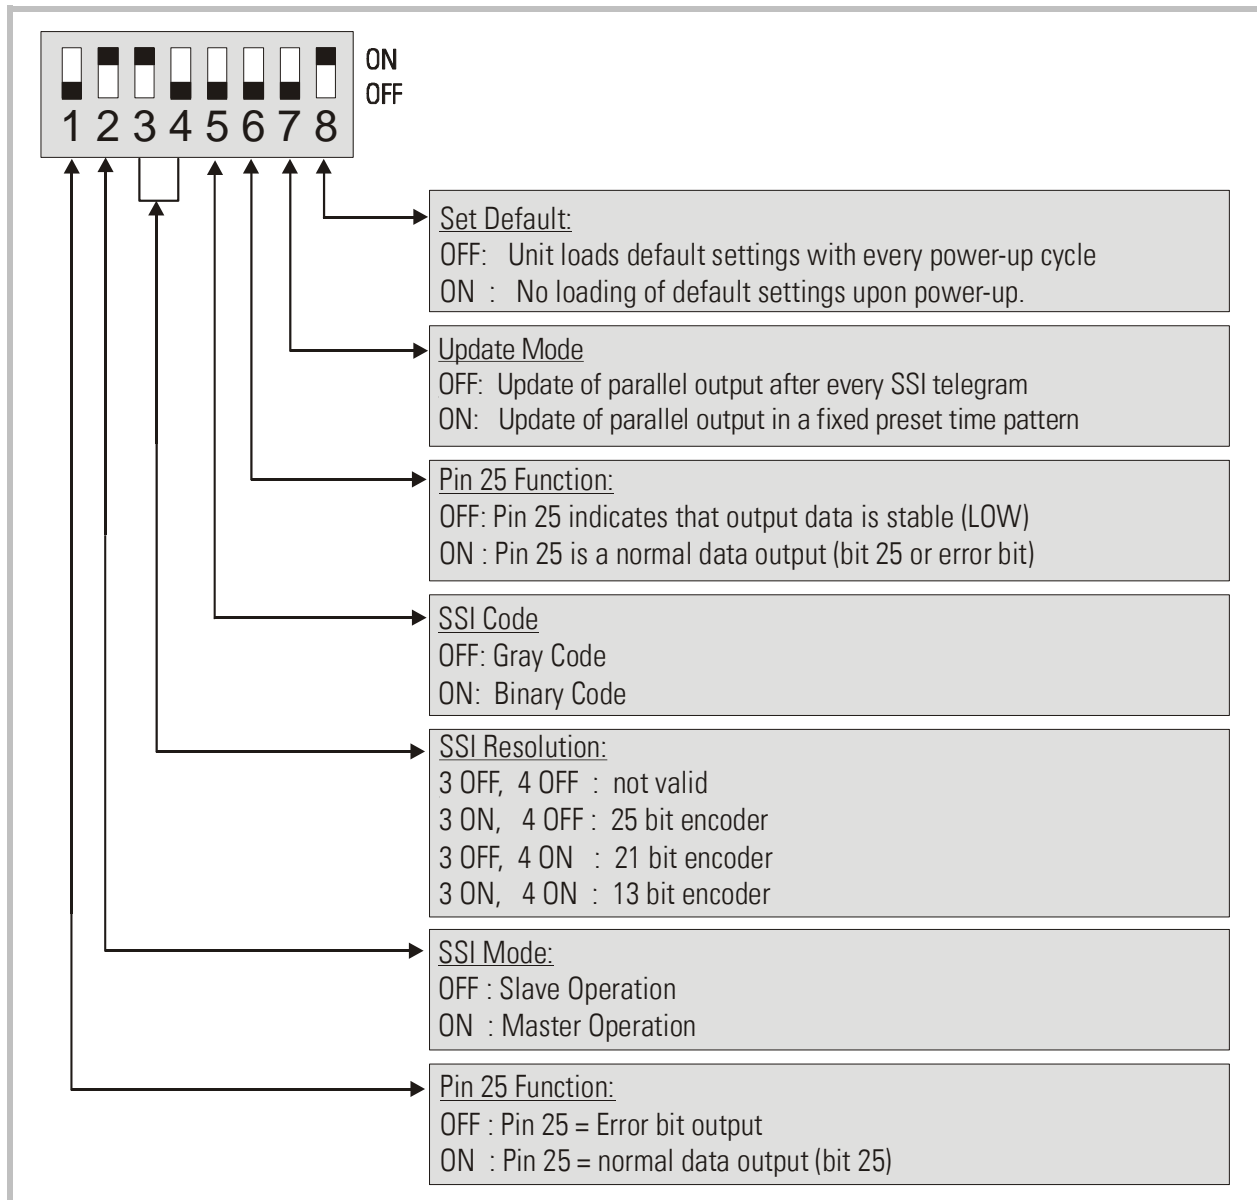 ON
OFF
1 2 3 4 5 6 7 8
Set Default:
OFF: Unit loads default settings with every power-up cycle
ON : No loading of default settings upon power-up.
Update Mode
OFF: Update of parallel output after every SSI telegram
ON: Update of parallel output in a fixed preset time pattern
Pin 25 Function:
OFF: Pin 25 indicates that output data is stable (LOW)
ON : Pin 25 is a normal data output (bit 25 or error bit)
SSI Code
OFF: Gray Code
ON: Binary Code
SSI Resolution:
3 OFF, 4 OFF : not valid
3 ON, 4 OFF : 25 bit encoder
3 OFF, 4 ON : 21 bit encoder
3 ON, 4 ON : 13 bit encoder
SSI Mode:
OFF : Slave Operation
ON : Master Operation
Pin 25 Function:
OFF : Pin 25 = Error bit output
ON : Pin 25 = normal data output (bit 25)